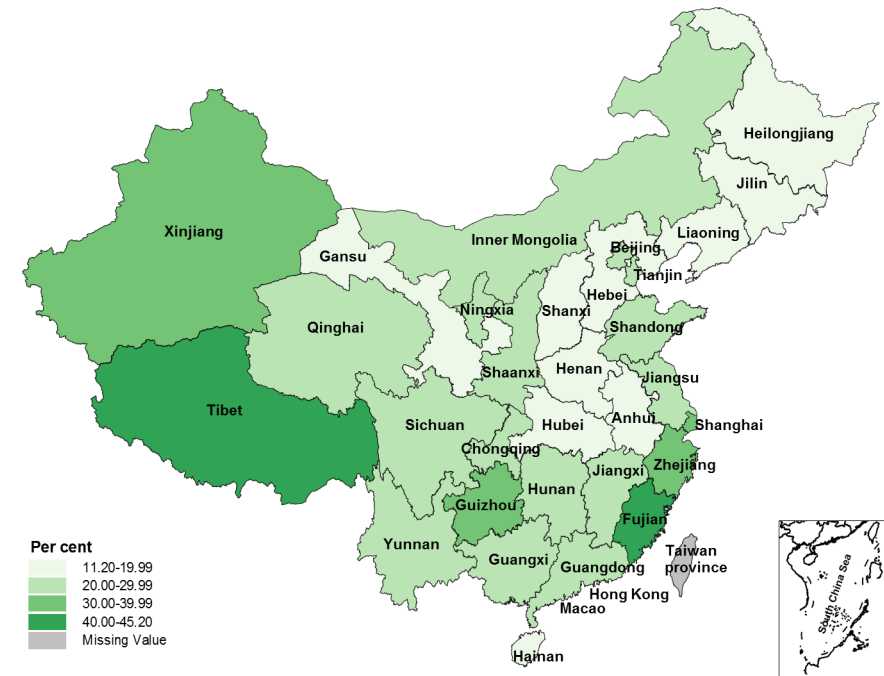 Heilongjiang
Jilin
Xinjiang
Liaoning
Inner Mongolia
Beijing
Gansu
Tianjin
Hebei
Ningxia
Shanxi
Qinghai
Shandong
Shaanxi
Henan
Jiangsu
Tibet
Sichuan
Hubei
Anhui
Shanghai
Chongqing
Zhejiang
Jiangxi
Hunan
Guizhou
Fujian
Yunnan
Guangxi
Guangdong
Taiwan
province
Hong Kong
Macao
Hainan
Per cent
11.20-19.99
20.00-29.99
30.00-39.99
40.00-45.20
Missing Value
South China Sea